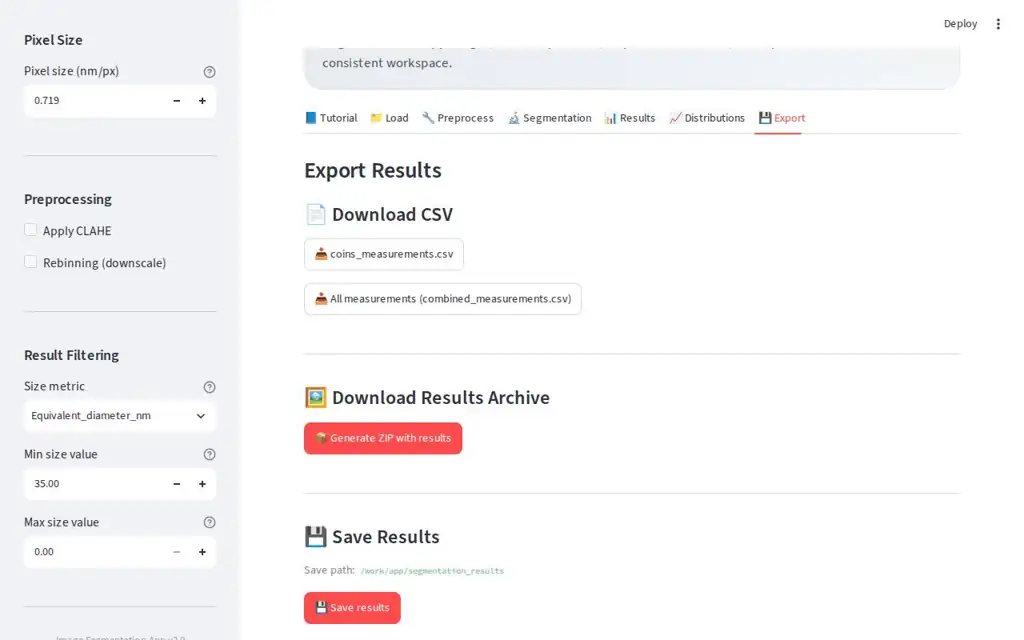 Pixel Size
Pixel size (nm/px)
0.719
Preprocessing
Apply CLAHE
Rebinning (downscale)
Result Filtering
Size metric
Equivalent_diameter_nm
Min size value
35.00
Max size value
0.00
Deploy
consistent workspace.
Tutorial Load Preprocess Segmentation Results Distributions Export
Export Results
Download CSV
coins_measurements.csv
All measurements (combined_measurements.csv)
Download Results Archive
Generate ZIP with results
Save Results
Save path: /work/app/segmentation_results
Save results